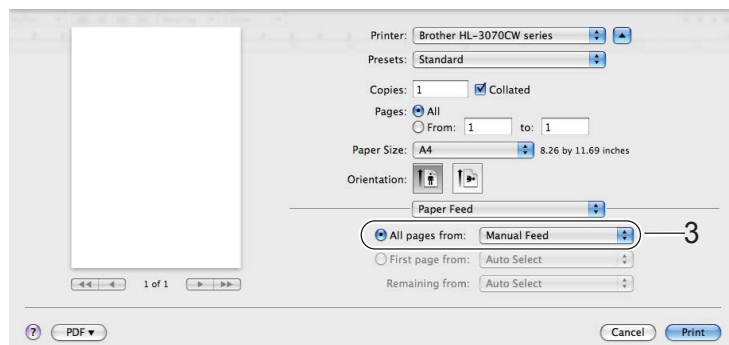 Printer: Brother HL-3070CW series
Presets: Standard
Copies: 1 Collated
Pages: All
From: 1 to: 1
Paper Size: A4 8.26 by 11.69 inches
Orientation:
Paper Feed
All pages from: Manual Feed 3
First page from: Auto Select
1 of 1 Remaining from: Auto Select
? PDF ▼ Cancel Print